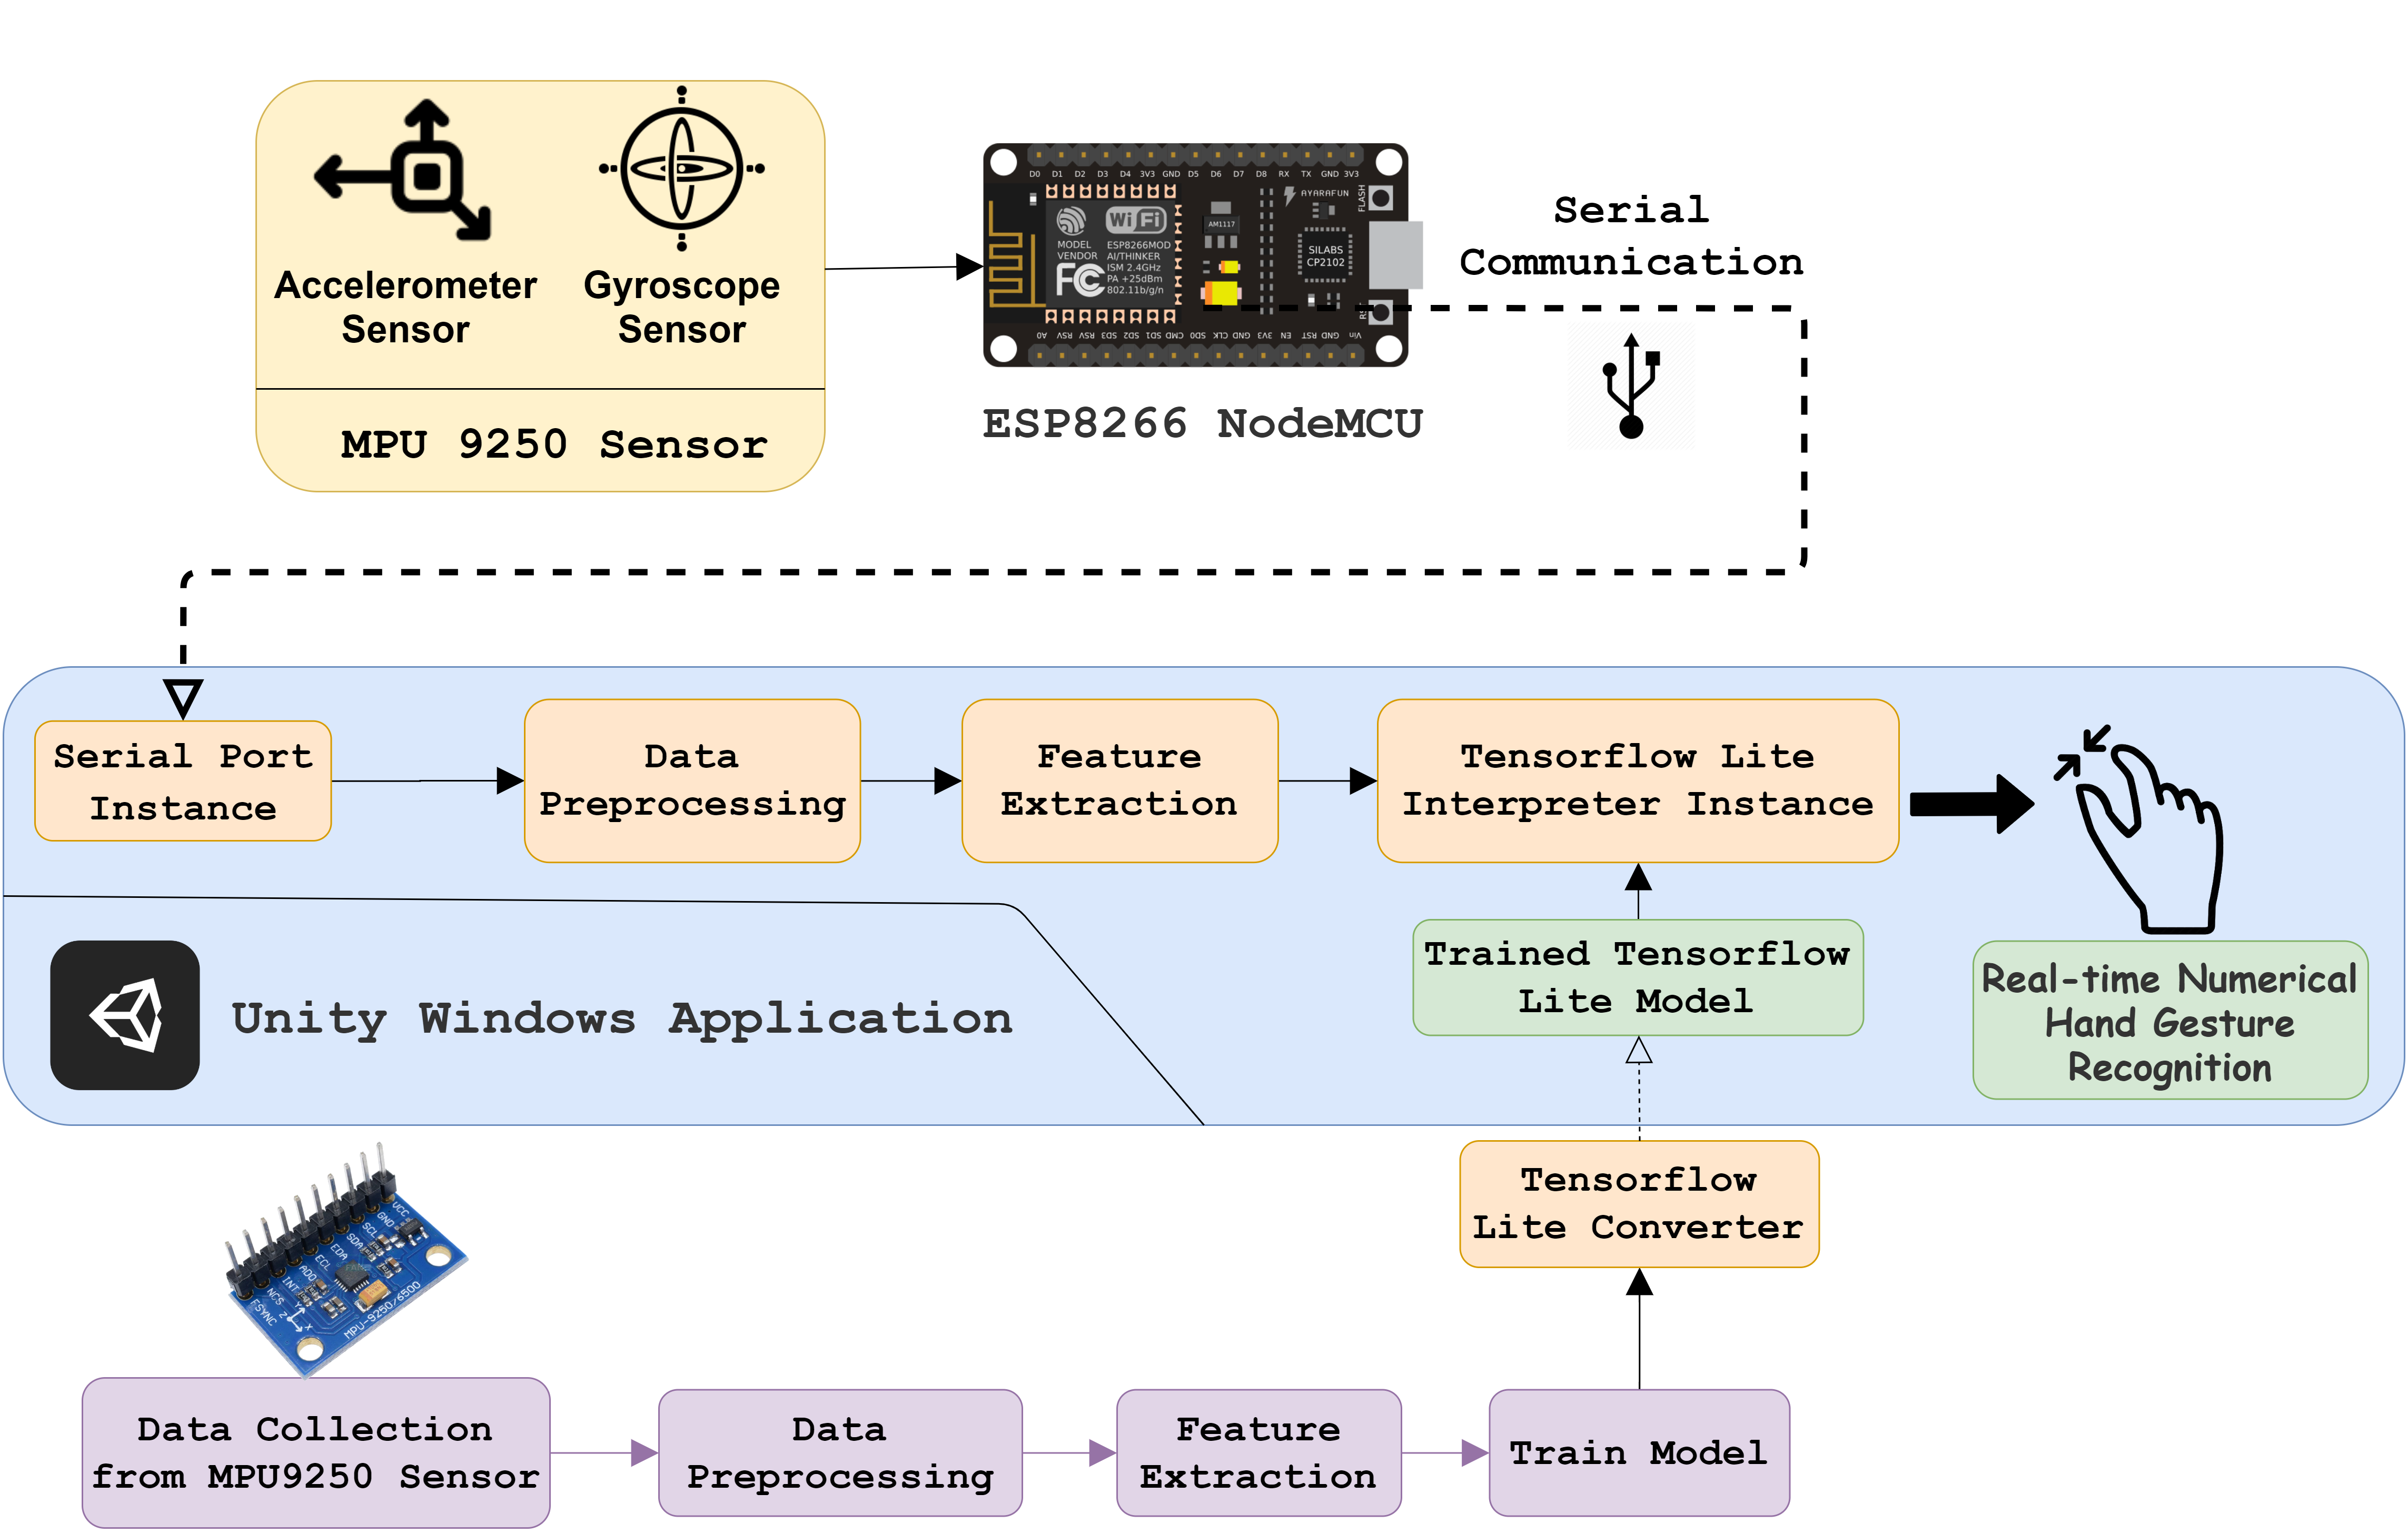 Accelerometer
Sensor
Gyroscope
Sensor
MPU 9250 Sensor
D0 D1 D2 D3 D4 3V3 GND D5 D6 D7 D8 RX TX GND 3V3
AYARAFUN
FLASH
WiFi
MODEL
VENDOR
ESP8266MOD
AI/THINKER
ISM 2.4GHz
PA +25dBm
802.11b/g/n
FC
AM1117
SILABS
CP2102
A0 RSV RSV SD3 SD2 SD1 CMD SD0 CLK GND 3V3 EN RST GND Vin
ESP8266 NodeMCU
Serial
Communication
Serial Port
Instance
Data
Preprocessing
Feature
Extraction
Tensorflow Lite
Interpreter Instance
Trained Tensorflow
Lite Model
Real-time Numerical
Hand Gesture
Recognition
Unity Windows Application
Tensorflow
Lite Converter
VCC
GND
SCL
SDA
EDA
ECL
ADO
INT
NCS
FSYNC
Z
Y
X
MPU-9250/6500
Data Collection
from MPU9250 Sensor
Data
Preprocessing
Feature
Extraction
Train Model